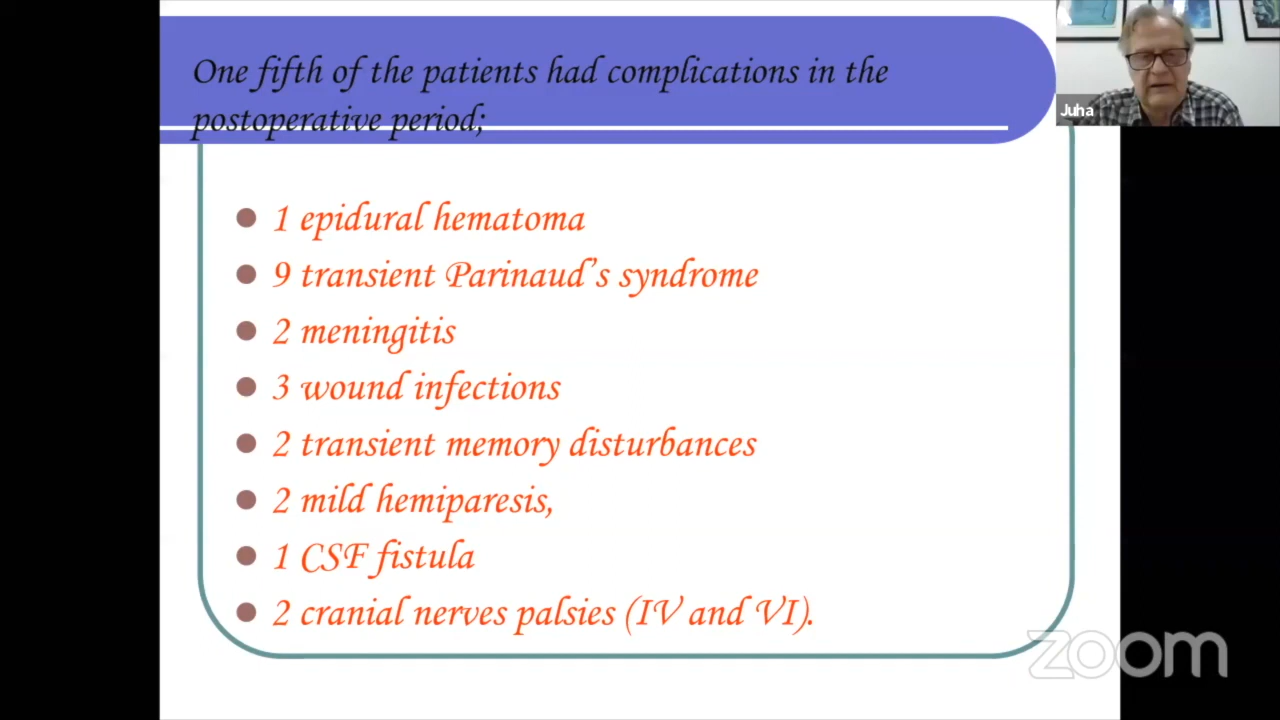 One fifth of the patients had complications in the
postoperative period;
Juha
1 epidural hematoma
9 transient Parinaud's syndrome
2 meningitis
3 wound infections
2 transient memory disturbances
2 mild hemiparesis,
1 CSF fistula
2 cranial nerves palsies (IV and VI).
zoom